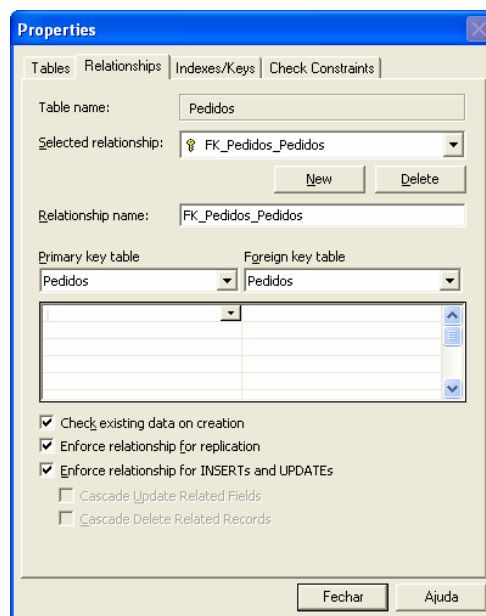 Properties
Tables Relationships Indexes/Keys Check Constraints
Table name: Pedidos
Selected relationship: FK_Pedidos_Pedidos
New Delete
Relationship name: FK_Pedidos_Pedidos
Primary key table Foreign key table
Pedidos Pedidos
Check existing data on creation
Enforce relationship for replication
Enforce relationship for INSERTs and UPDATEs
Cascade Update Related Fields
Cascade Delete Related Records
Fechar Ajuda